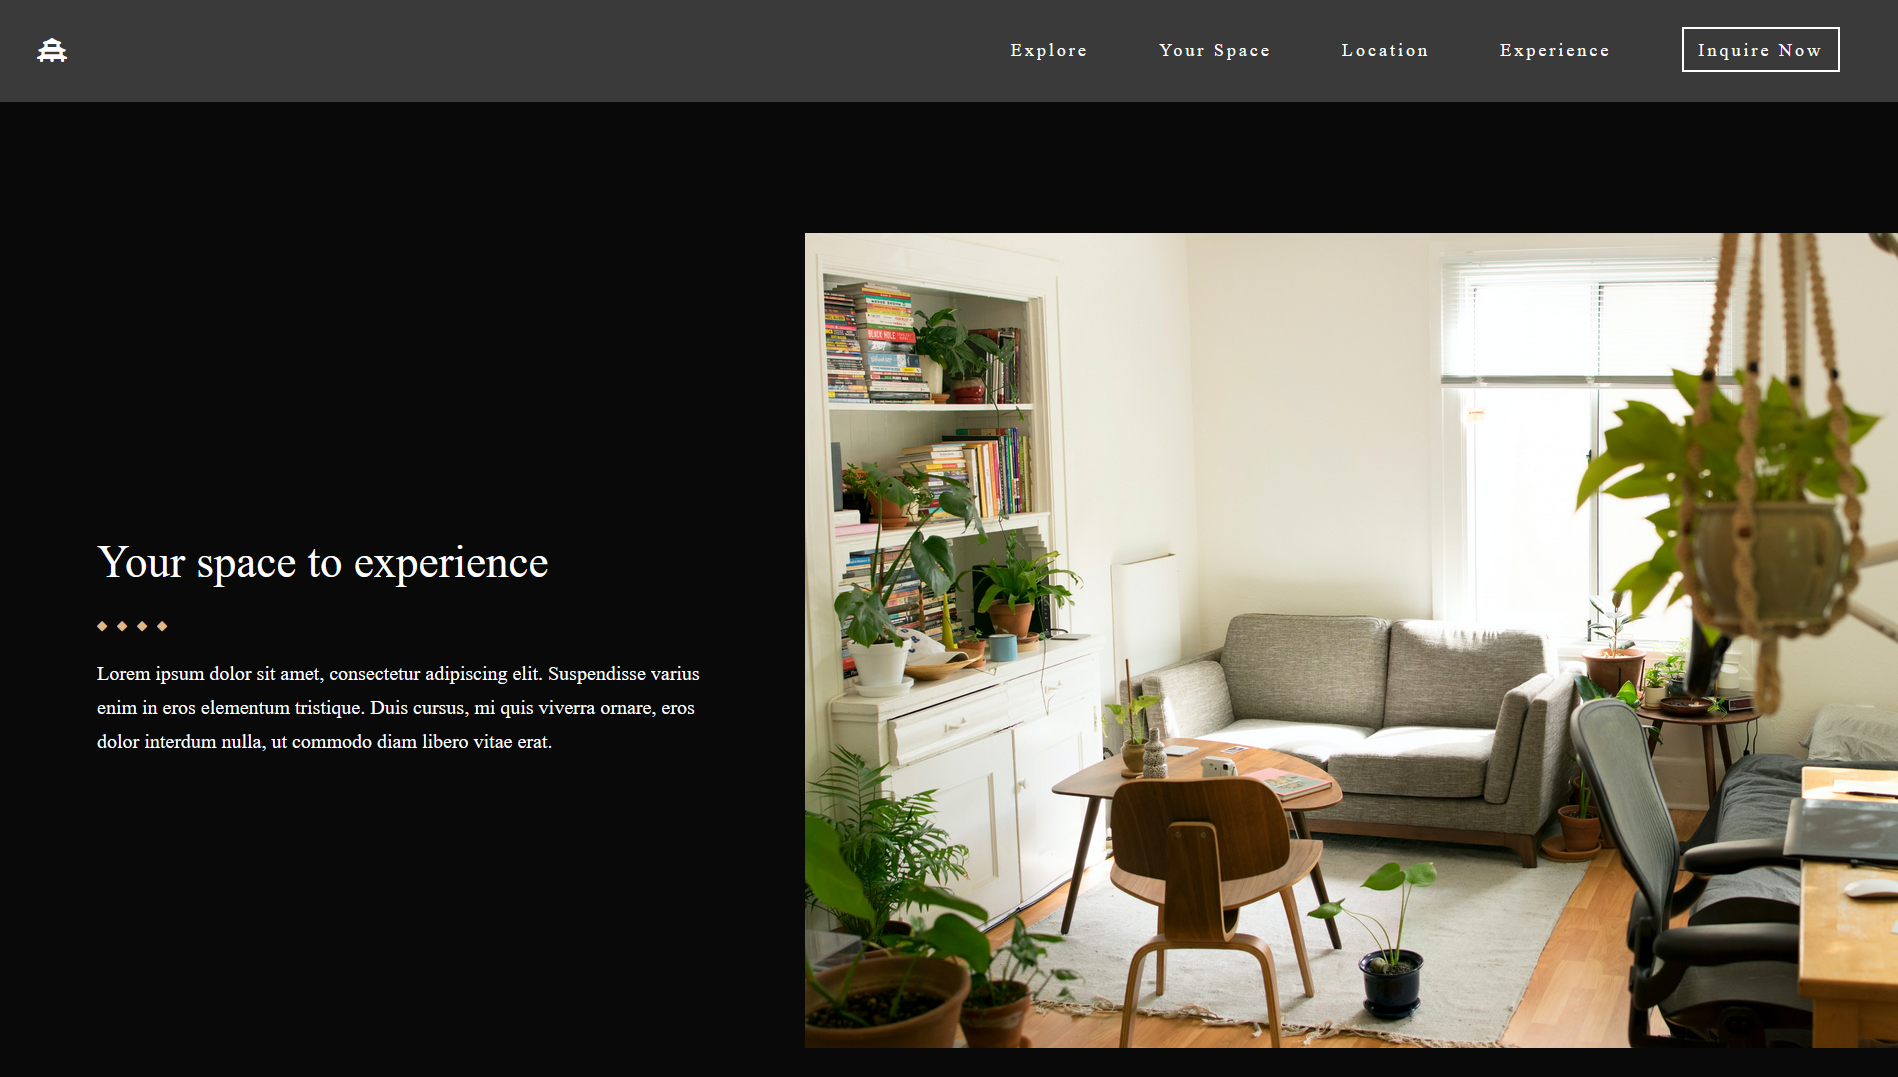 Explore
Your Space
Location
Experience
Inquire Now
Your space to experience
Lorem ipsum dolor sit amet, consectetur adipiscing elit. Suspendisse varius
enim in eros elementum tristique. Duis cursus, mi quis viverra ornare, eros
dolor interdum nulla, ut commodo diam libero vitae erat.
BLACK HOLE